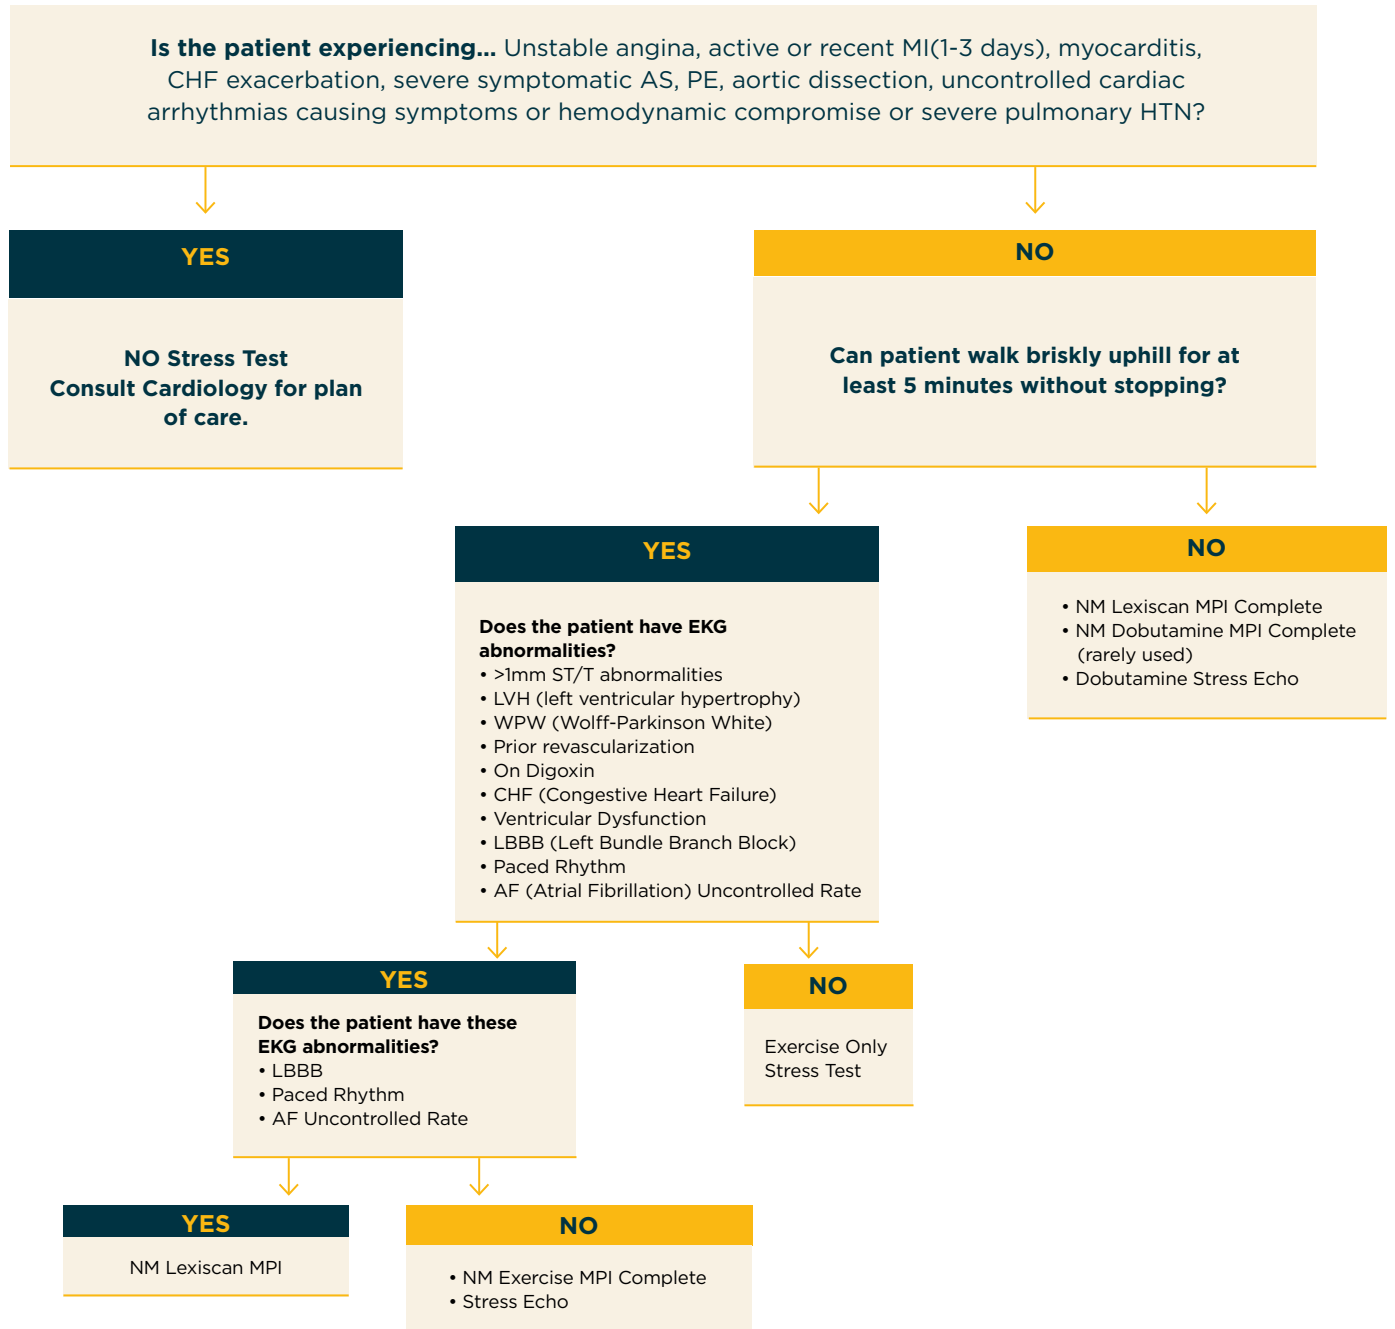 Is the patient experiencing... Unstable angina, active or recent MI(1-3 days), myocarditis,
CHF exacerbation, severe symptomatic AS, PE, aortic dissection, uncontrolled cardiac
arrhythmias causing symptoms or hemodynamic compromise or severe pulmonary HTN?
YES
NO Stress Test
Consult Cardiology for plan
of care.
NO
Can patient walk briskly uphill for at
least 5 minutes without stopping?
YES
Does the patient have EKG
abnormalities?
• >1mm ST/T abnormalities
• LVH (left ventricular hypertrophy)
• WPW (Wolff-Parkinson White)
• Prior revascularization
• On Digoxin
• CHF (Congestive Heart Failure)
• Ventricular Dysfunction
• LBBB (Left Bundle Branch Block)
• Paced Rhythm
• AF (Atrial Fibrillation) Uncontrolled Rate
NO
• NM Lexiscan MPI Complete
• NM Dobutamine MPI Complete
(rarely used)
• Dobutamine Stress Echo
YES
Does the patient have these
EKG abnormalities?
• LBBB
• Paced Rhythm
• AF Uncontrolled Rate
NO
Exercise Only
Stress Test
YES
NM Lexiscan MPI
NO
• NM Exercise MPI Complete
• Stress Echo